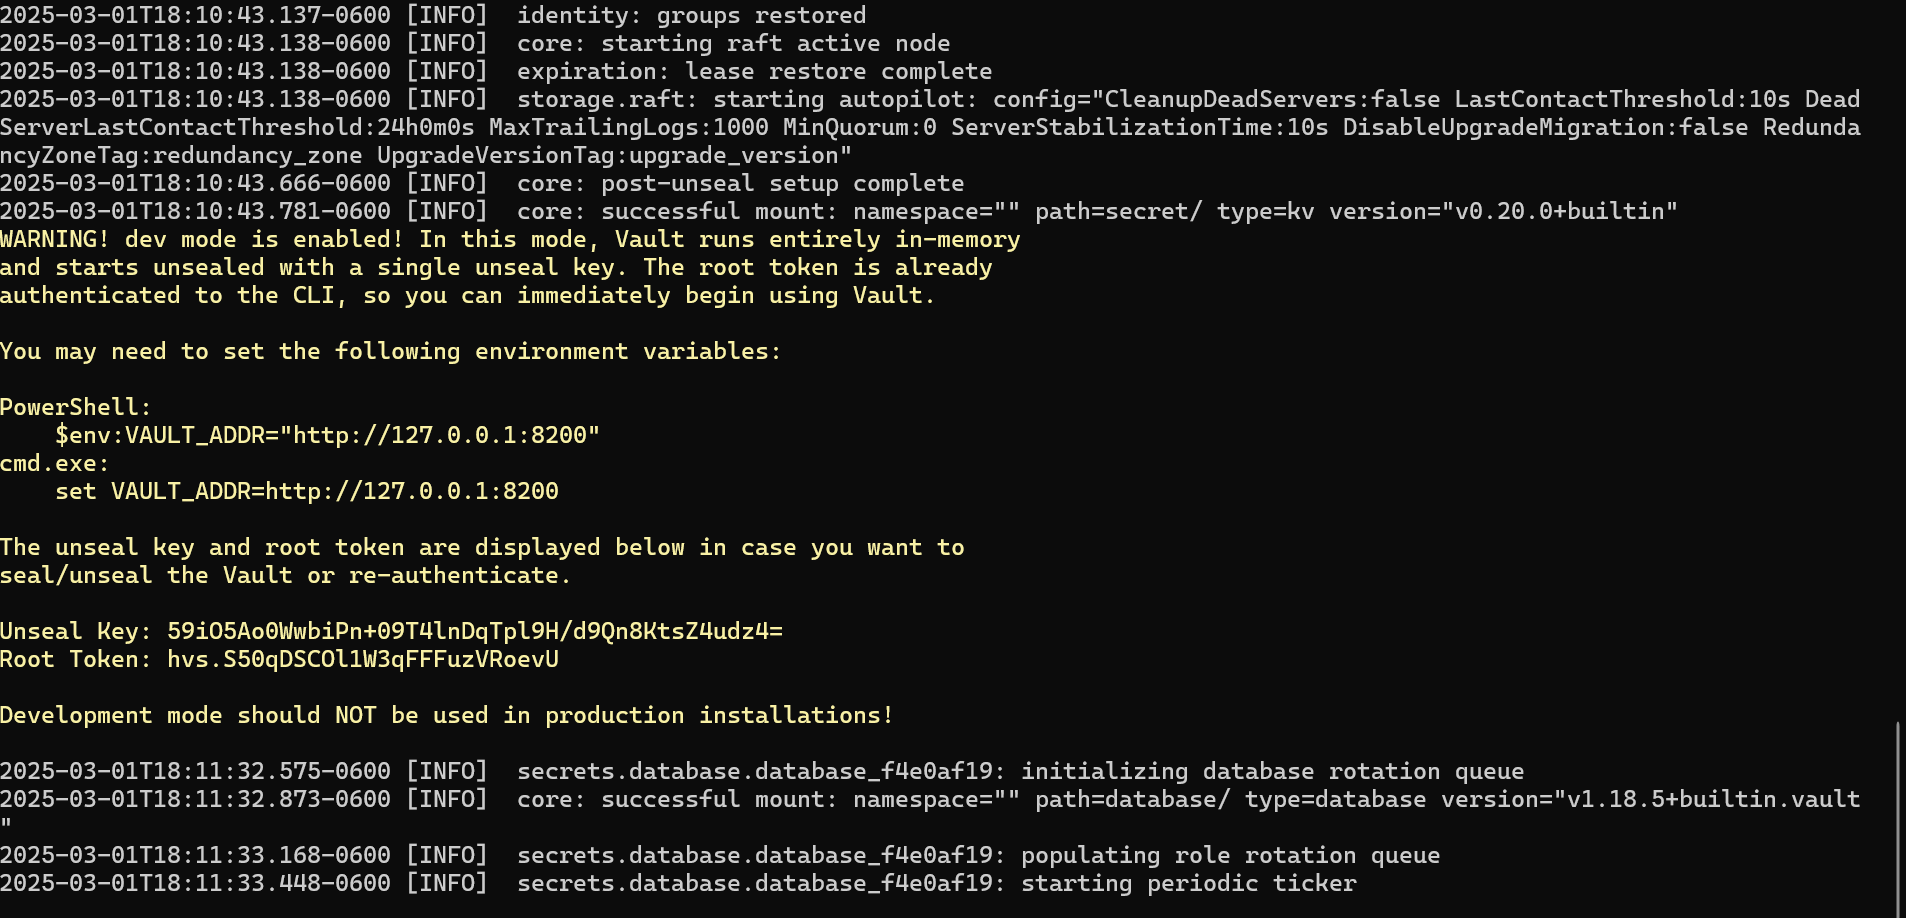 2025-03-01T18:10:43.137-0600 [INFO]  identity: groups restored
2025-03-01T18:10:43.138-0600 [INFO]  core: starting raft active node
2025-03-01T18:10:43.138-0600 [INFO]  expiration: lease restore complete
2025-03-01T18:10:43.138-0600 [INFO]  storage.raft: starting autopilot: config="CleanupDeadServers:false LastContactThreshold:10s Dead
ServerLastContactThreshold:24h0m0s MaxTrailingLogs:1000 MinQuorum:0 ServerStabilizationTime:10s DisableUpgradeMigration:false Redunda
ncyZoneTag:redundancy_zone UpgradeVersionTag:upgrade_version"
2025-03-01T18:10:43.666-0600 [INFO]  core: post-unseal setup complete
2025-03-01T18:10:43.781-0600 [INFO]  core: successful mount: namespace="" path=secret/ type=kv version="v0.20.0+builtin"
WARNING! dev mode is enabled! In this mode, Vault runs entirely in-memory
and starts unsealed with a single unseal key. The root token is already
authenticated to the CLI, so you can immediately begin using Vault.

You may need to set the following environment variables:

PowerShell:
    $env:VAULT_ADDR="http://127.0.0.1:8200"
cmd.exe:
    set VAULT_ADDR=http://127.0.0.1:8200

The unseal key and root token are displayed below in case you want to
seal/unseal the Vault or re-authenticate.

Unseal Key: 59iO5Ao0WwbiPn+09T4lnDqTpl9H/d9Qn8KtsZ4udz4=
Root Token: hvs.S50qDSCOl1W3qFFFuzVRoevU

Development mode should NOT be used in production installations!

2025-03-01T18:11:32.575-0600 [INFO]  secrets.database.database_f4e0af19: initializing database rotation queue
2025-03-01T18:11:32.873-0600 [INFO]  core: successful mount: namespace="" path=database/ type=database version="v1.18.5+builtin.vault
"
2025-03-01T18:11:33.168-0600 [INFO]  secrets.database.database_f4e0af19: populating role rotation queue
2025-03-01T18:11:33.448-0600 [INFO]  secrets.database.database_f4e0af19: starting periodic ticker